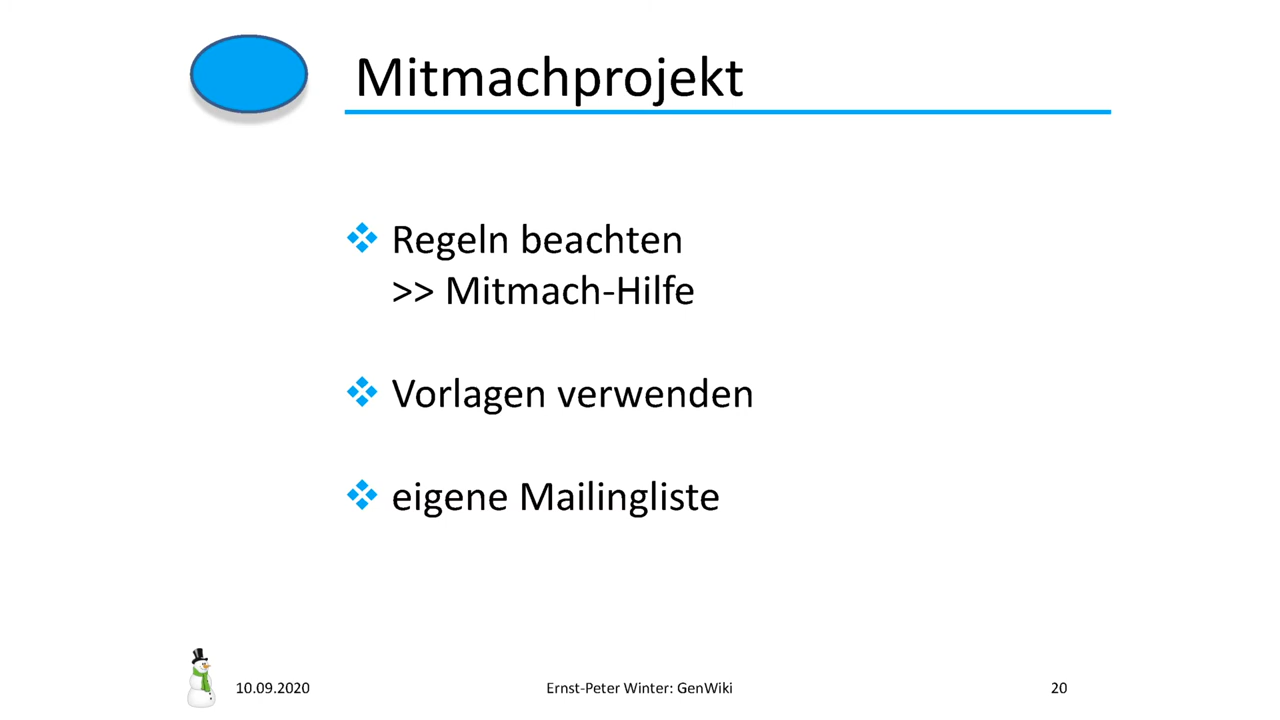 Mitmachprojekt
Regeln beachten
>> Mitmach-Hilfe
Vorlagen verwenden
eigene Mailingliste
10.09.2020
Ernst-Peter Winter: GenWiki
20